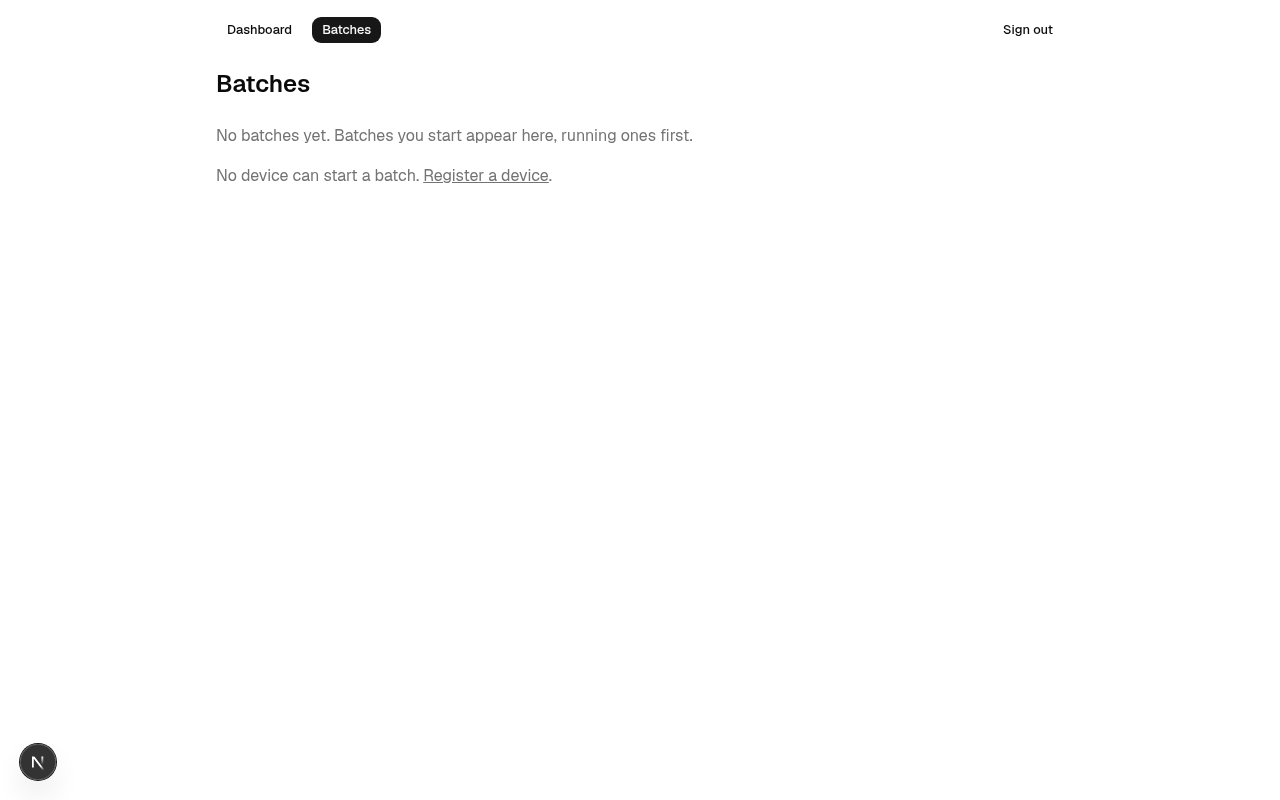 Dashboard
Batches
Sign out
Batches
No batches yet. Batches you start appear here, running ones first.
No device can start a batch. Register a device.
N